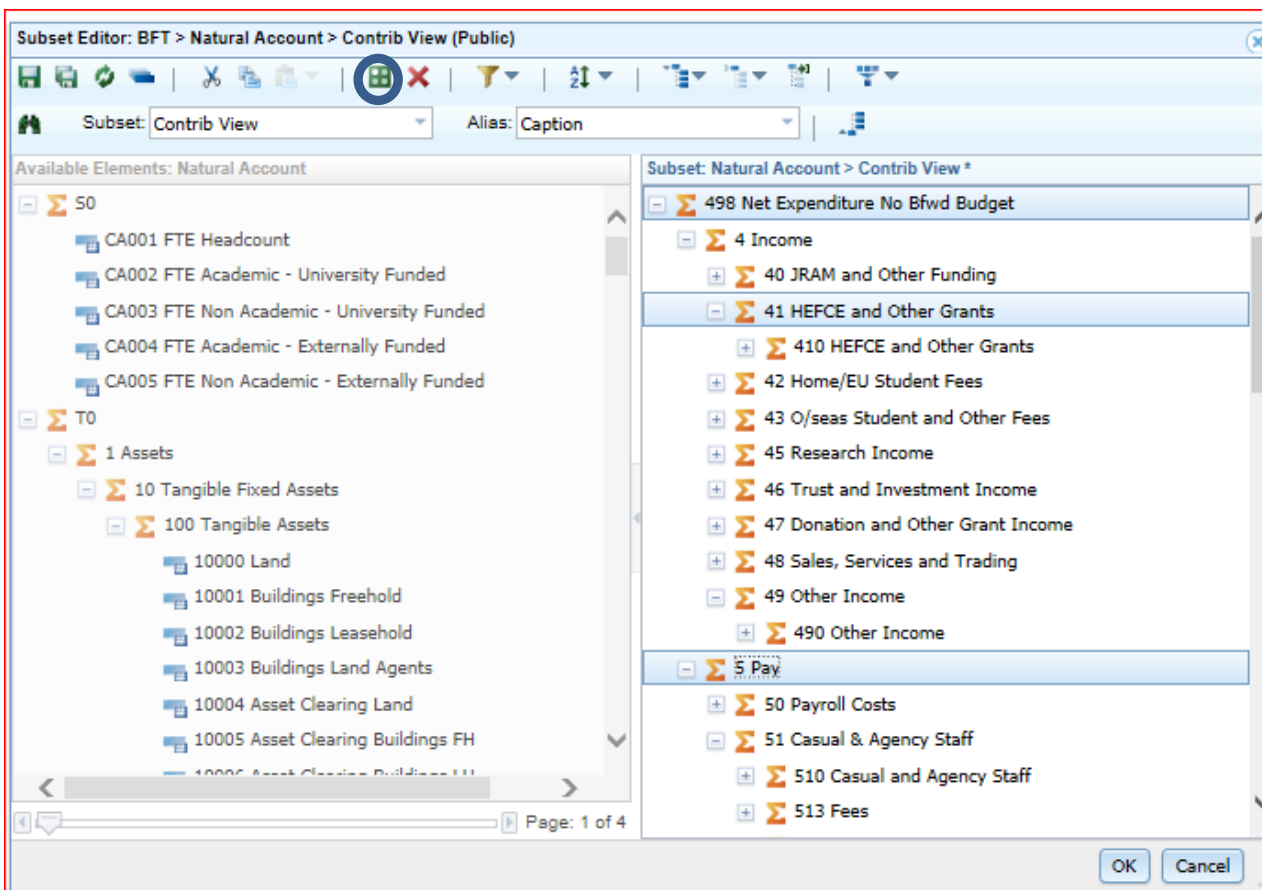 Subset Editor: BFT > Natural Account > Contrib View (Public)
Subset: Contrib View Alias: Caption
Available Elements: Natural Account
S0
CA001 FTE Headcount
CA002 FTE Academic - University Funded
CA003 FTE Non Academic - University Funded
CA004 FTE Academic - Externally Funded
CA005 FTE Non Academic - Externally Funded
T0
1 Assets
10 Tangible Fixed Assets
100 Tangible Assets
10000 Land
10001 Buildings Freehold
10002 Buildings Leasehold
10003 Buildings Land Agents
10004 Asset Clearing Land
10005 Asset Clearing Buildings FH
Page: 1 of 4
Subset: Natural Account > Contrib View *
498 Net Expenditure No Bfwd Budget
4 Income
40 JRAM and Other Funding
41 HEFCE and Other Grants
410 HEFCE and Other Grants
42 Home/EU Student Fees
43 O/seas Student and Other Fees
45 Research Income
46 Trust and Investment Income
47 Donation and Other Grant Income
48 Sales, Services and Trading
49 Other Income
490 Other Income
5 Pay
50 Payroll Costs
51 Casual & Agency Staff
510 Casual and Agency Staff
513 Fees
OK Cancel